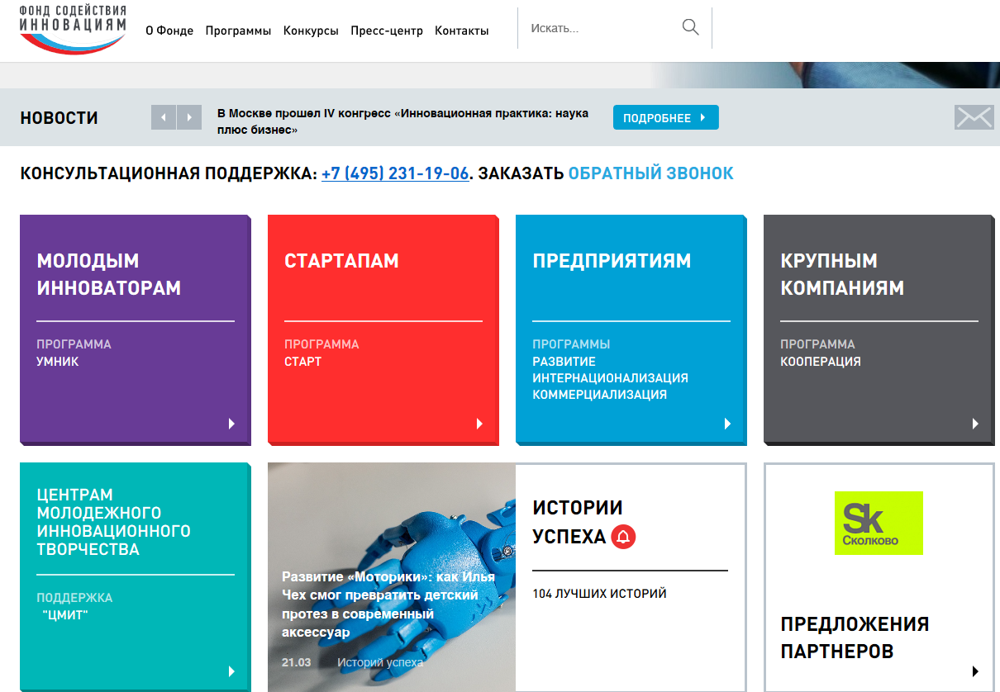 ФОНД СОДЕЙСТВИЯ
ИННОВАЦИЯМ
О Фонде Программы Конкурсы Пресс-центр Контакты
Искать...
НОВОСТИ
В Москве прошел IV конгресс «Инновационная практика: наука
плюс бизнес»
ПОДРОБНЕЕ
КОНСУЛЬТАЦИОННАЯ ПОДДЕРЖКА: +7 (495) 231-19-06. ЗАКАЗАТЬ ОБРАТНЫЙ ЗВОНОК
МОЛОДЫМ
ИННОВАТОРАМ
ПРОГРАММА
УМНИК
СТАРТАПАМ
ПРОГРАММА
СТАРТ
ПРЕДПРИЯТИЯМ
ПРОГРАММЫ
РАЗВИТИЕ
ИНТЕРНАЦИОНАЛИЗАЦИЯ
КОММЕРЦИАЛИЗАЦИЯ
КРУПНЫМ
КОМПАНИЯМ
ПРОГРАММА
КООПЕРАЦИЯ
ЦЕНТРАМ
МОЛОДЕЖНОГО
ИННОВАЦИОННОГО
ТВОРЧЕСТВА
ПОДДЕРЖКА
"ЦМИТ"
Развитие «Моторики»: как Илья
Чех смог превратить детский
протез в современный
аксессуар
21.03 Историй успеха
ИСТОРИИ
УСПЕХА
104 ЛУЧШИХ ИСТОРИЙ
Sk
Сколково
ПРЕДЛОЖЕНИЯ
ПАРТНЕРОВ